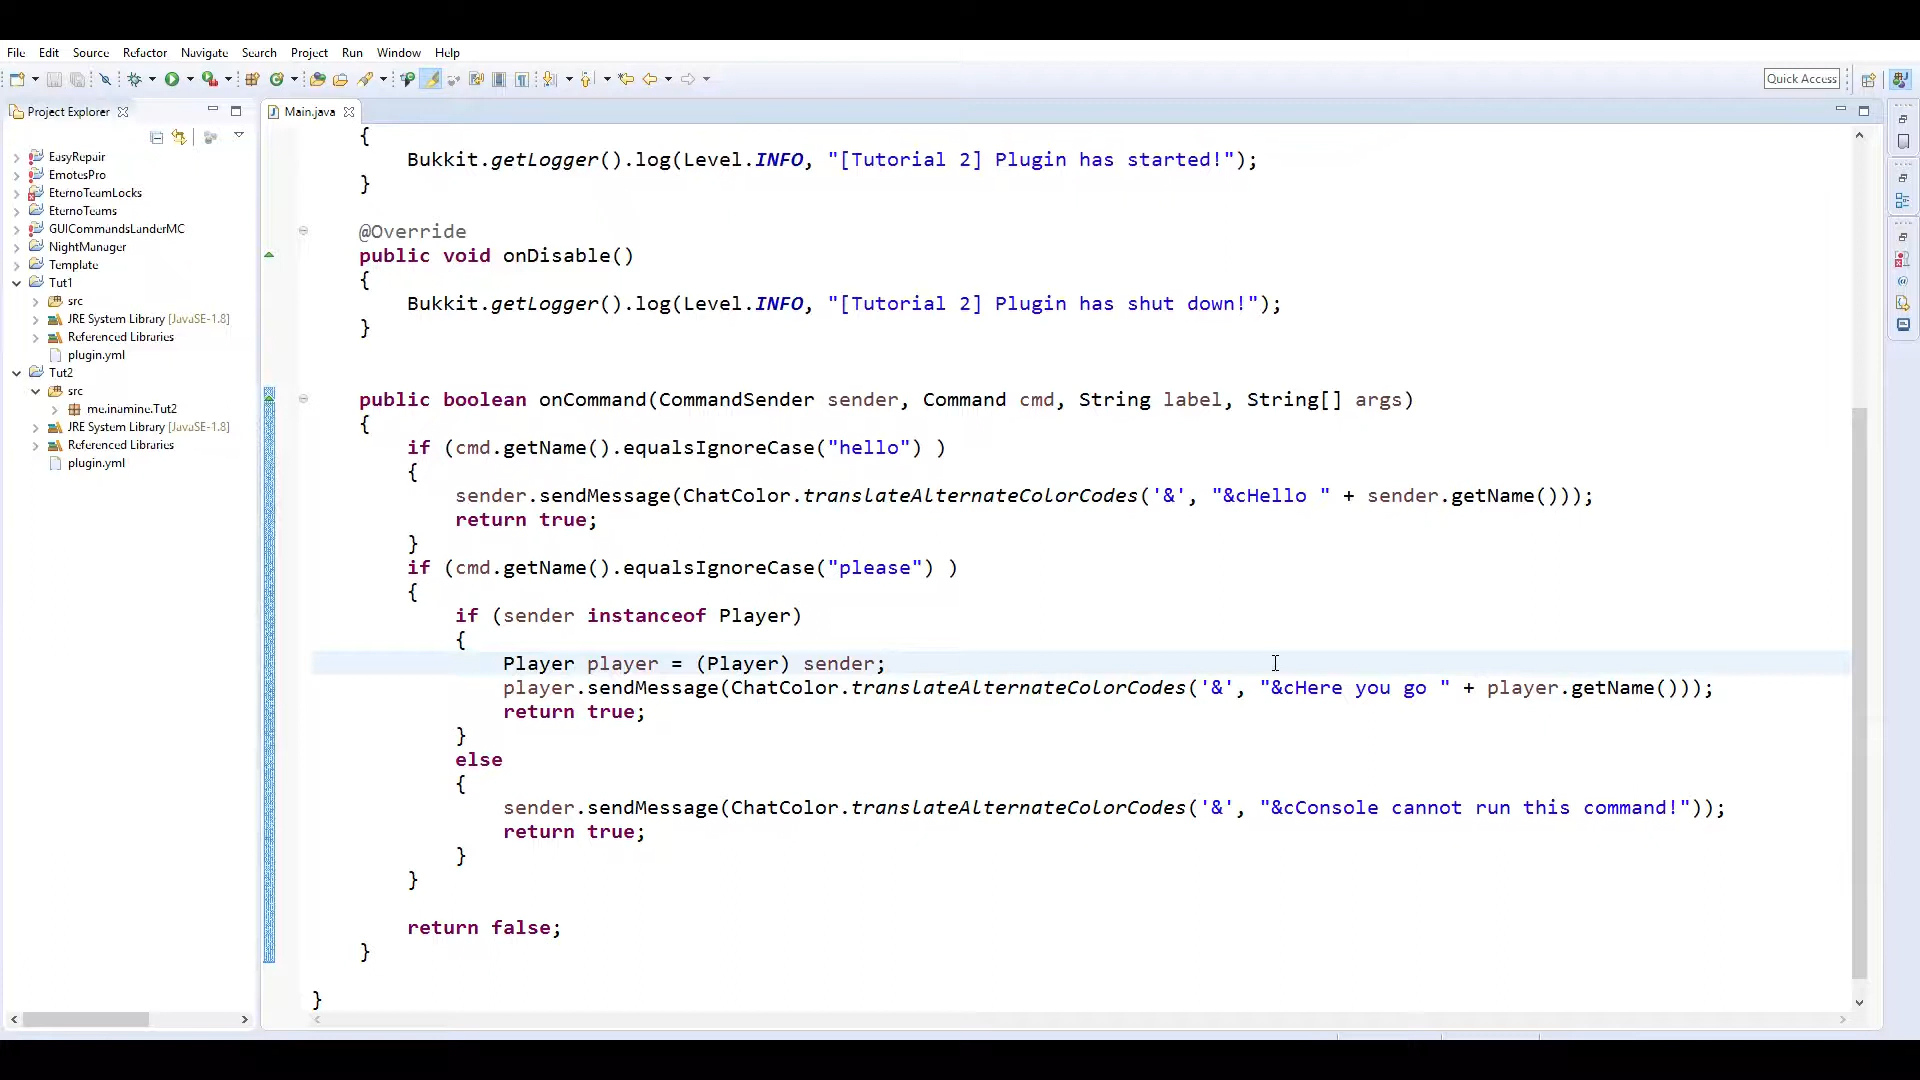 File Edit Source Refactor Navigate Search Project Run Window Help
Quick Access
Project Explorer
Main.java
EasyRepair
EmotesPro
EternoTeamLocks
EternoTeams
GUICommandsLanderMC
NightManager
Template
Tut1
src
JRE System Library [JavaSE-1.8]
Referenced Libraries
plugin.yml
Tut2
src
me.inamine.Tut2
JRE System Library [JavaSE-1.8]
Referenced Libraries
plugin.yml
{
Bukkit.getLogger().log(Level.INFO, "[Tutorial 2] Plugin has started!");
}
@Override
public void onDisable()
{
Bukkit.getLogger().log(Level.INFO, "[Tutorial 2] Plugin has shut down!");
}
public boolean onCommand(CommandSender sender, Command cmd, String label, String[] args)
{
if (cmd.getName().equalsIgnoreCase("hello") )
{
sender.sendMessage(ChatColor.translateAlternateColorCodes('&', "&cHello " + sender.getName()));
return true;
}
if (cmd.getName().equalsIgnoreCase("please") )
{
if (sender instanceof Player)
{
Player player = (Player) sender;
player.sendMessage(ChatColor.translateAlternateColorCodes('&', "&cHere you go " + player.getName()));
return true;
}
else
{
sender.sendMessage(ChatColor.translateAlternateColorCodes('&', "&cConsole cannot run this command!"));
return true;
}
}
return false;
}
}